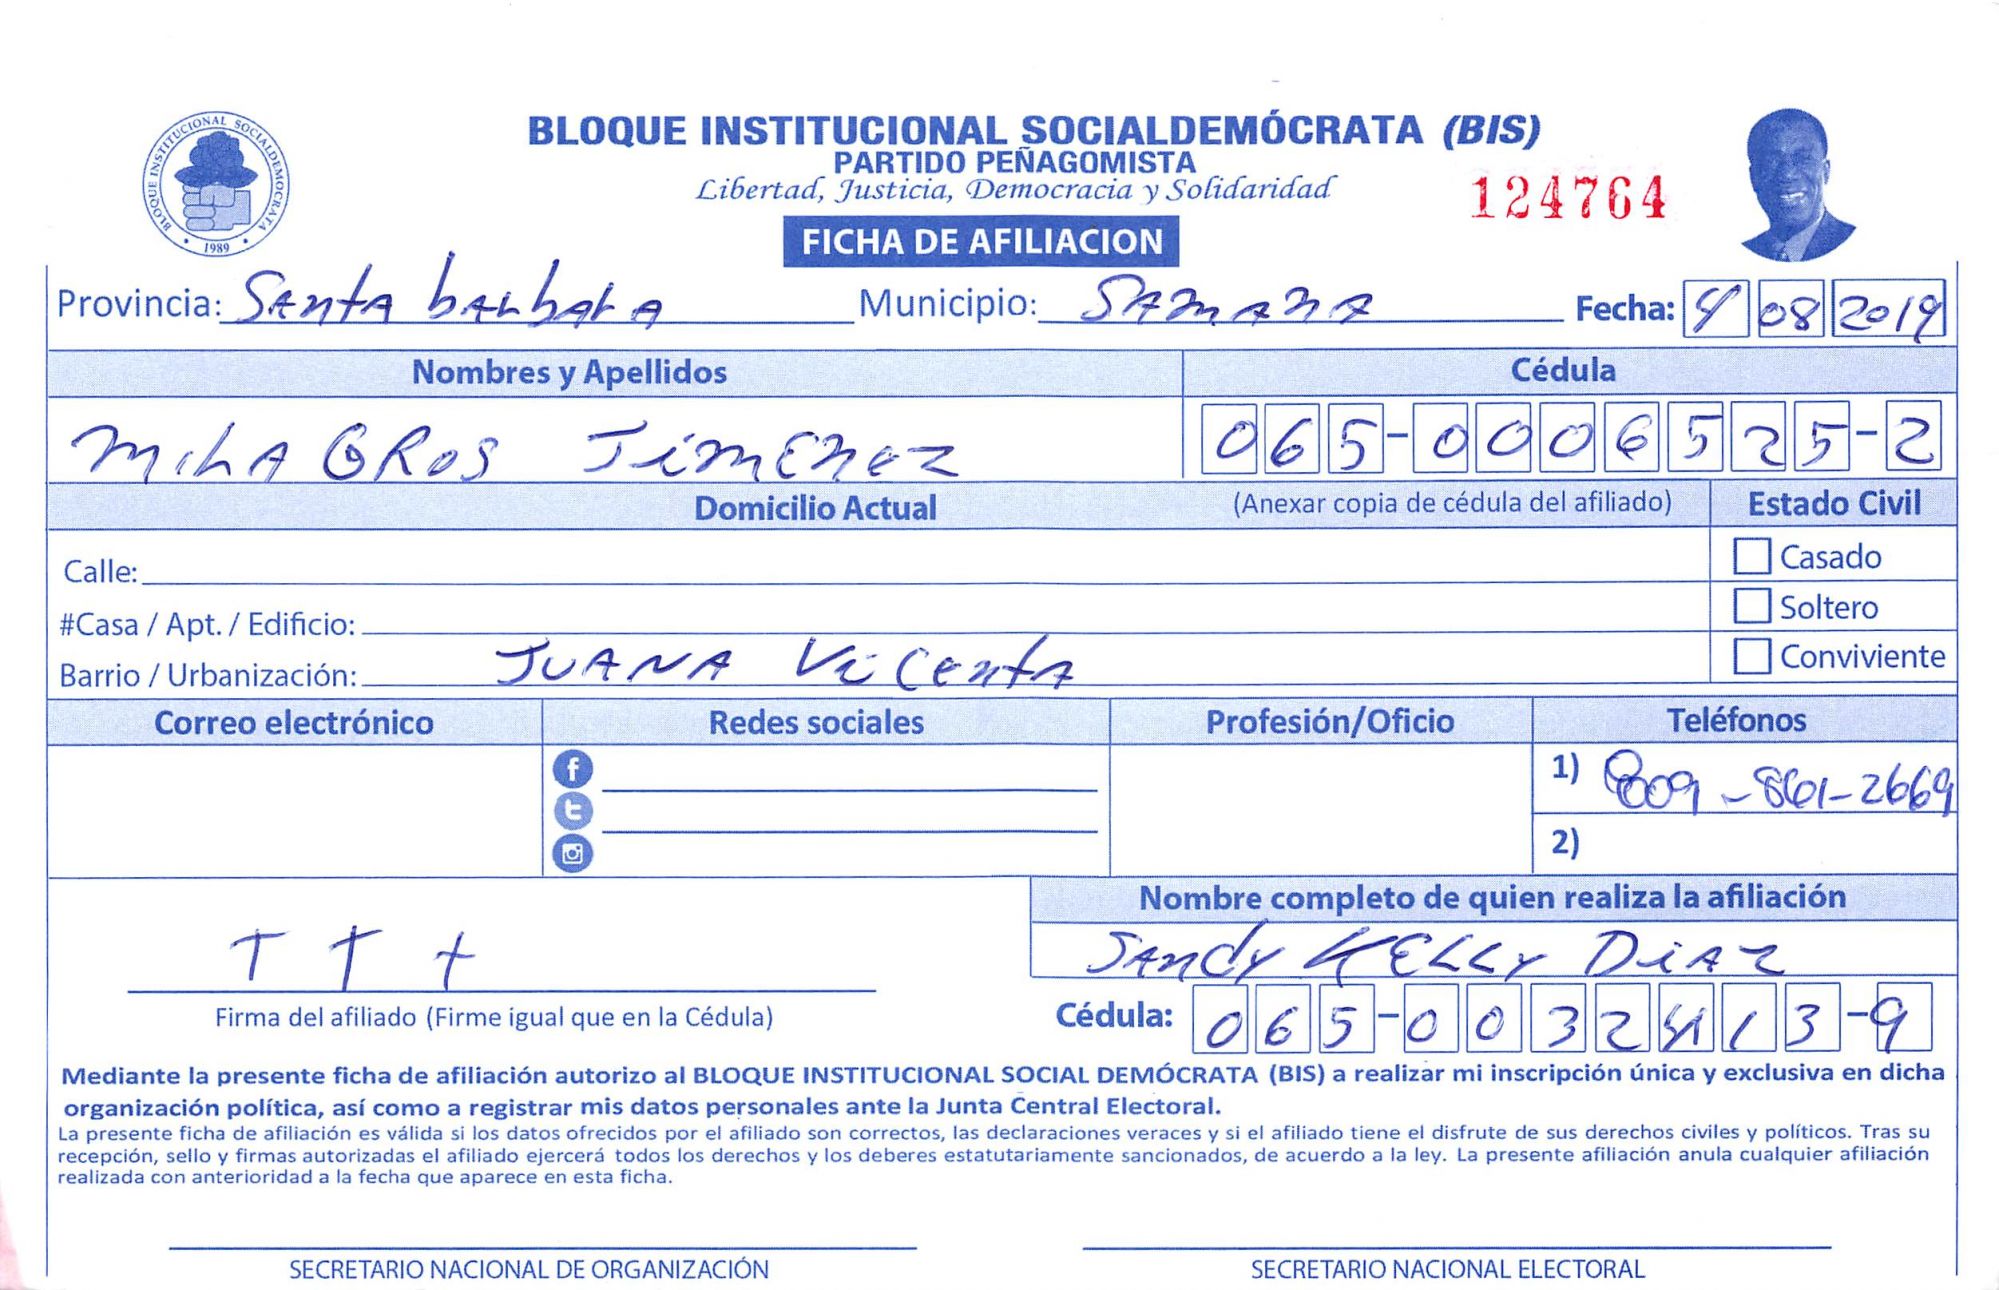 BLOQUE INSTITUCIONAL SOCIALDEMOCRATA
1989
BLOQUE INSTITUCIONAL SOCIALDEMÓCRATA (BIS)
PARTIDO PEÑAGOMISTA
Libertad, Justicia, Democracia y Solidaridad
124764
FICHA DE AFILIACION
Provincia: Santa barbara Municipio: SAmanA Fecha: 4 08 2019
Nombres y Apellidos Cédula
MilAGROS JiMENez 065-0006525-2
Domicilio Actual (Anexar copia de cédula del afiliado) Estado Civil
Calle: Casado
#Casa / Apt. / Edificio: Soltero
Barrio / Urbanización: JUANA Vicenta Conviviente
Correo electrónico Redes sociales Profesión/Oficio Teléfonos
1) 809-861-2669
2)
Nombre completo de quien realiza la afiliación
T T +
SAndy KELLy DiAz
Firma del afiliado (Firme igual que en la Cédula) Cédula: 065-0032413-9
Mediante la presente ficha de afiliación autorizo al BLOQUE INSTITUCIONAL SOCIAL DEMÓCRATA (BIS) a realizar mi inscripción única y exclusiva en dicha
organización política, así como a registrar mis datos personales ante la Junta Central Electoral.
La presente ficha de afiliación es válida si los datos ofrecidos por el afiliado son correctos, las declaraciones veraces y si el afiliado tiene el disfrute de sus derechos civiles y políticos. Tras su
recepción, sello y firmas autorizadas el afiliado ejercerá todos los derechos y los deberes estatutariamente sancionados, de acuerdo a la ley. La presente afiliación anula cualquier afiliación
realizada con anterioridad a la fecha que aparece en esta ficha.
SECRETARIO NACIONAL DE ORGANIZACIÓN SECRETARIO NACIONAL ELECTORAL